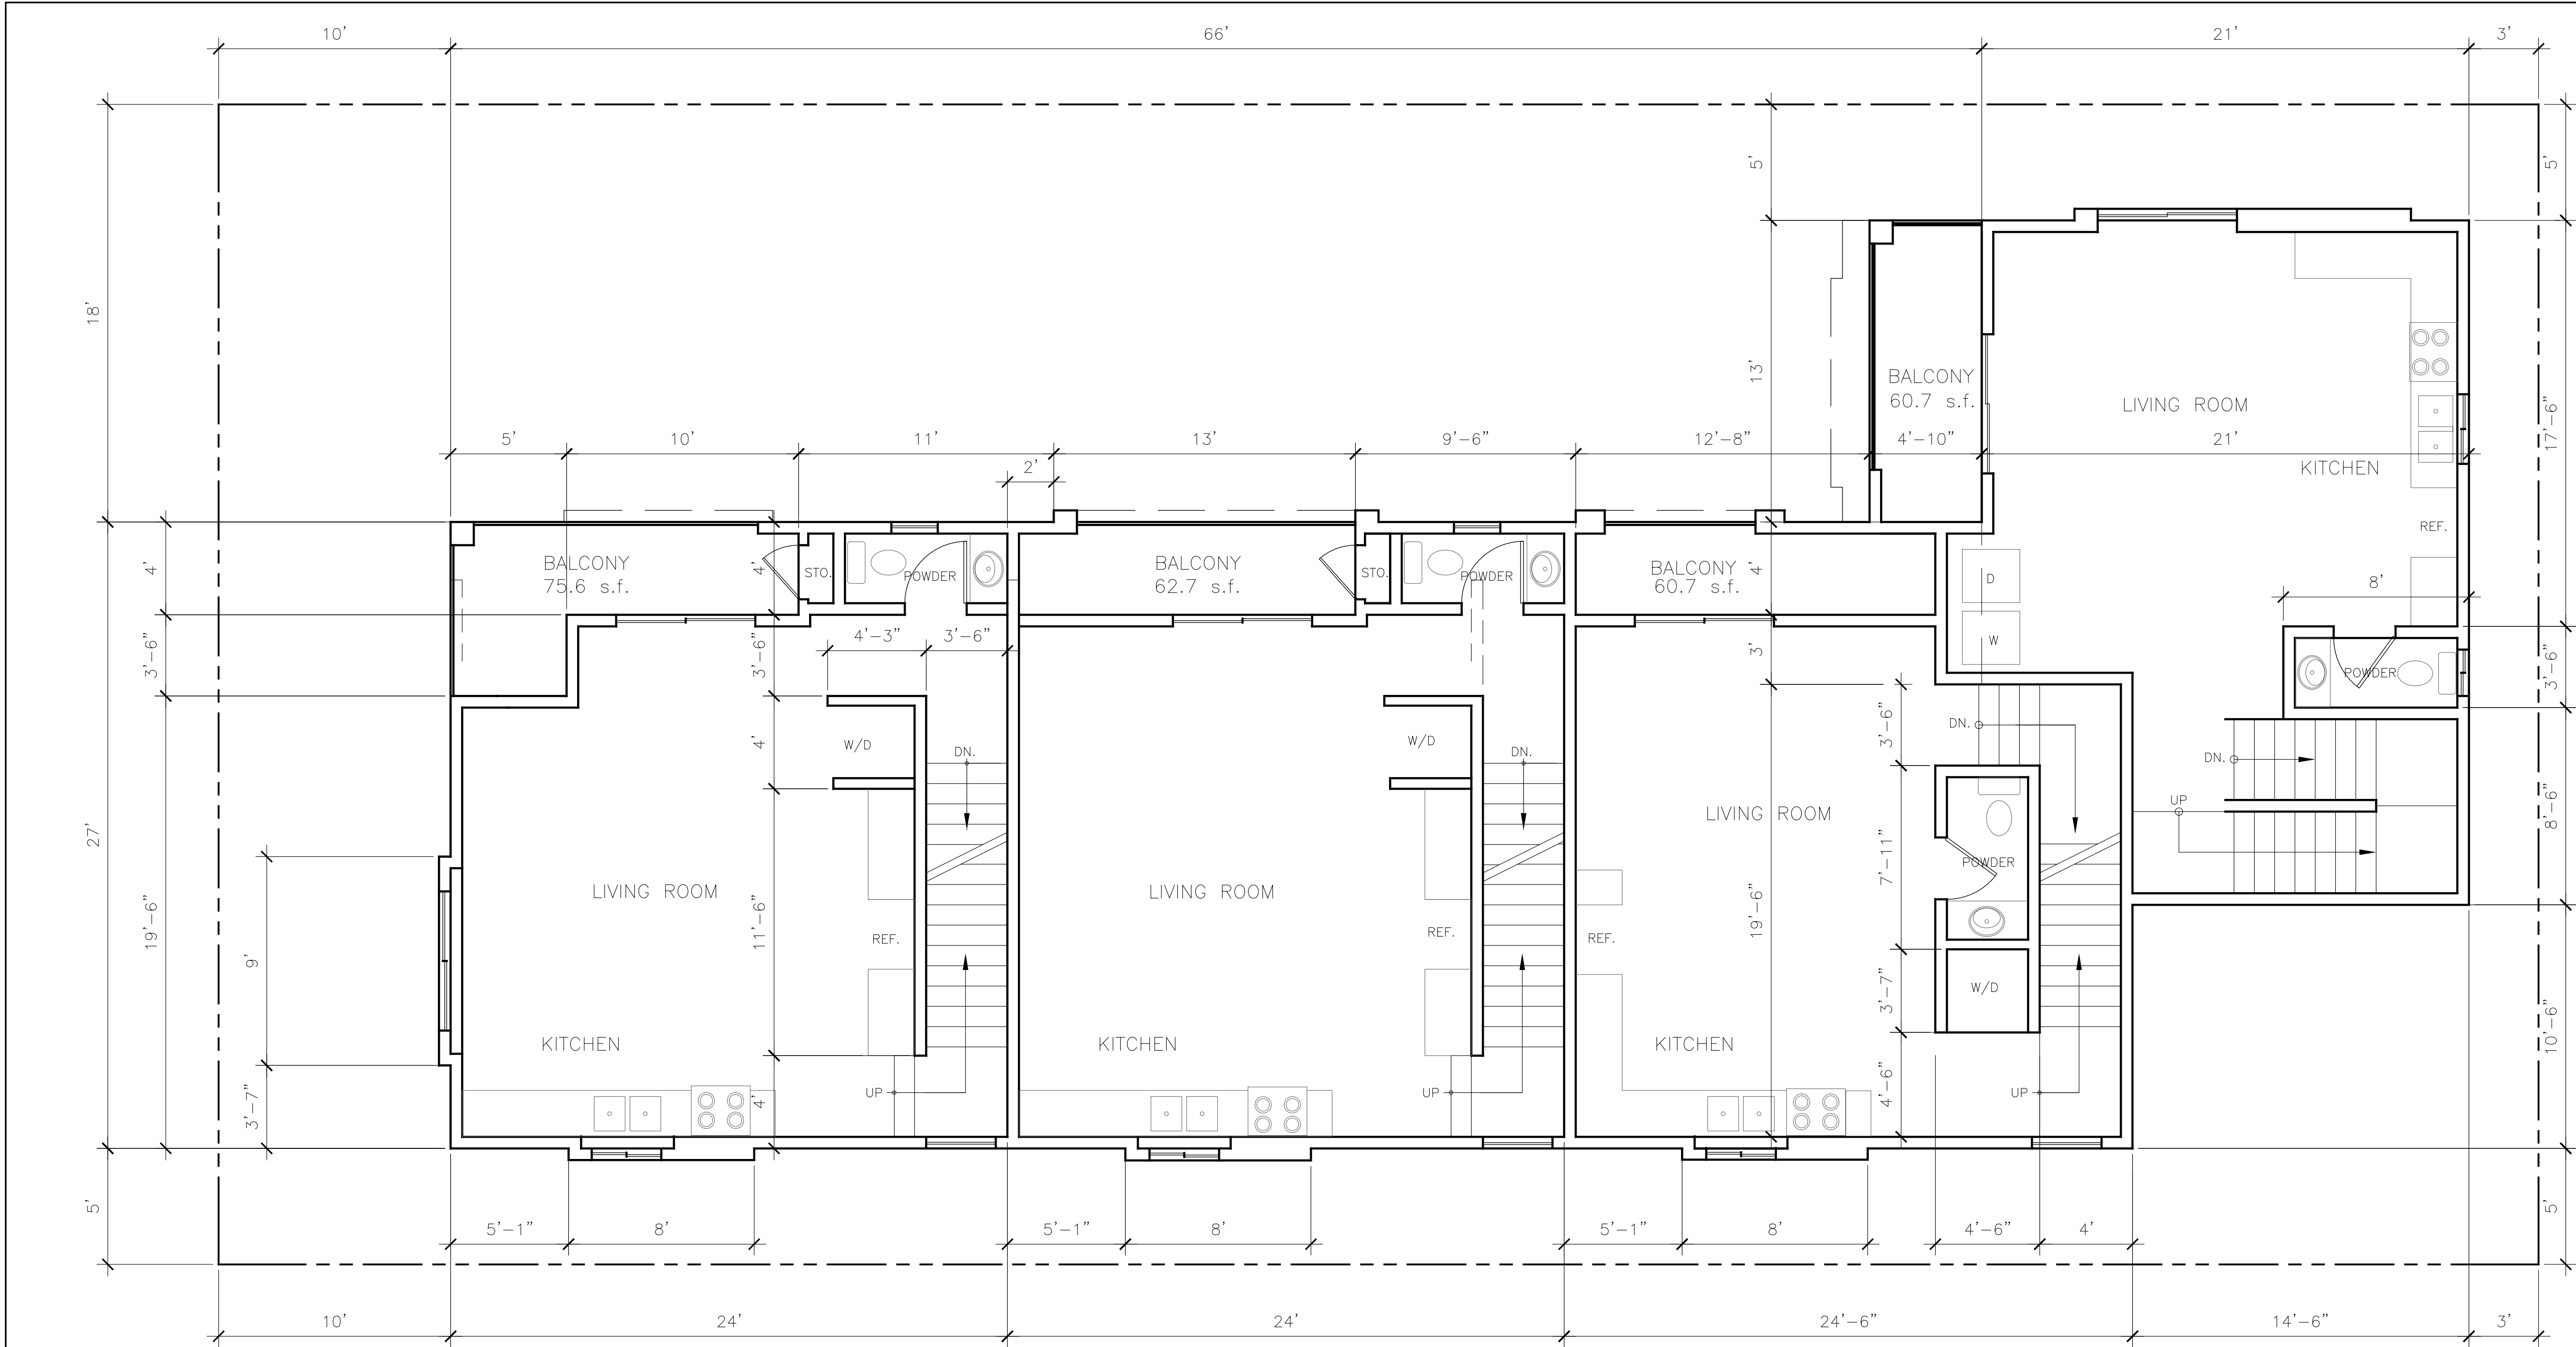 10' 66' 21' 3'
18'
5'
5'
13'
BALCONY
60.7 s.f.
LIVING ROOM
17'-6"
5' 10' 11' 13' 9'-6" 12'-8" 4'-10" 21'
2'
KITCHEN
REF.
4'
BALCONY
75.6 s.f.
4'
STO.
POWDER
BALCONY
62.7 s.f.
STO.
POWDER
BALCONY
60.7 s.f.
4'
D
W
8'
3'-6"
3'-6"
4'-3" 3'-6"
3'
POWDER
3'-6"
27'
4'
W/D
DN.
W/D
DN.
DN.
3'-6"
DN.
UP
8'-6"
LIVING ROOM
7'-11"
POWDER
19'-6"
9'
LIVING ROOM
11'-6"
REF.
LIVING ROOM
REF.
REF.
19'-6"
W/D
3'-7"
10'-6"
KITCHEN
KITCHEN
KITCHEN
3'-7"
4'
UP
UP
4'-6"
UP
5'
5'-1" 8' 5'-1" 8' 5'-1" 8' 4'-6" 4'
5'
10' 24' 24' 24'-6" 14'-6" 3'